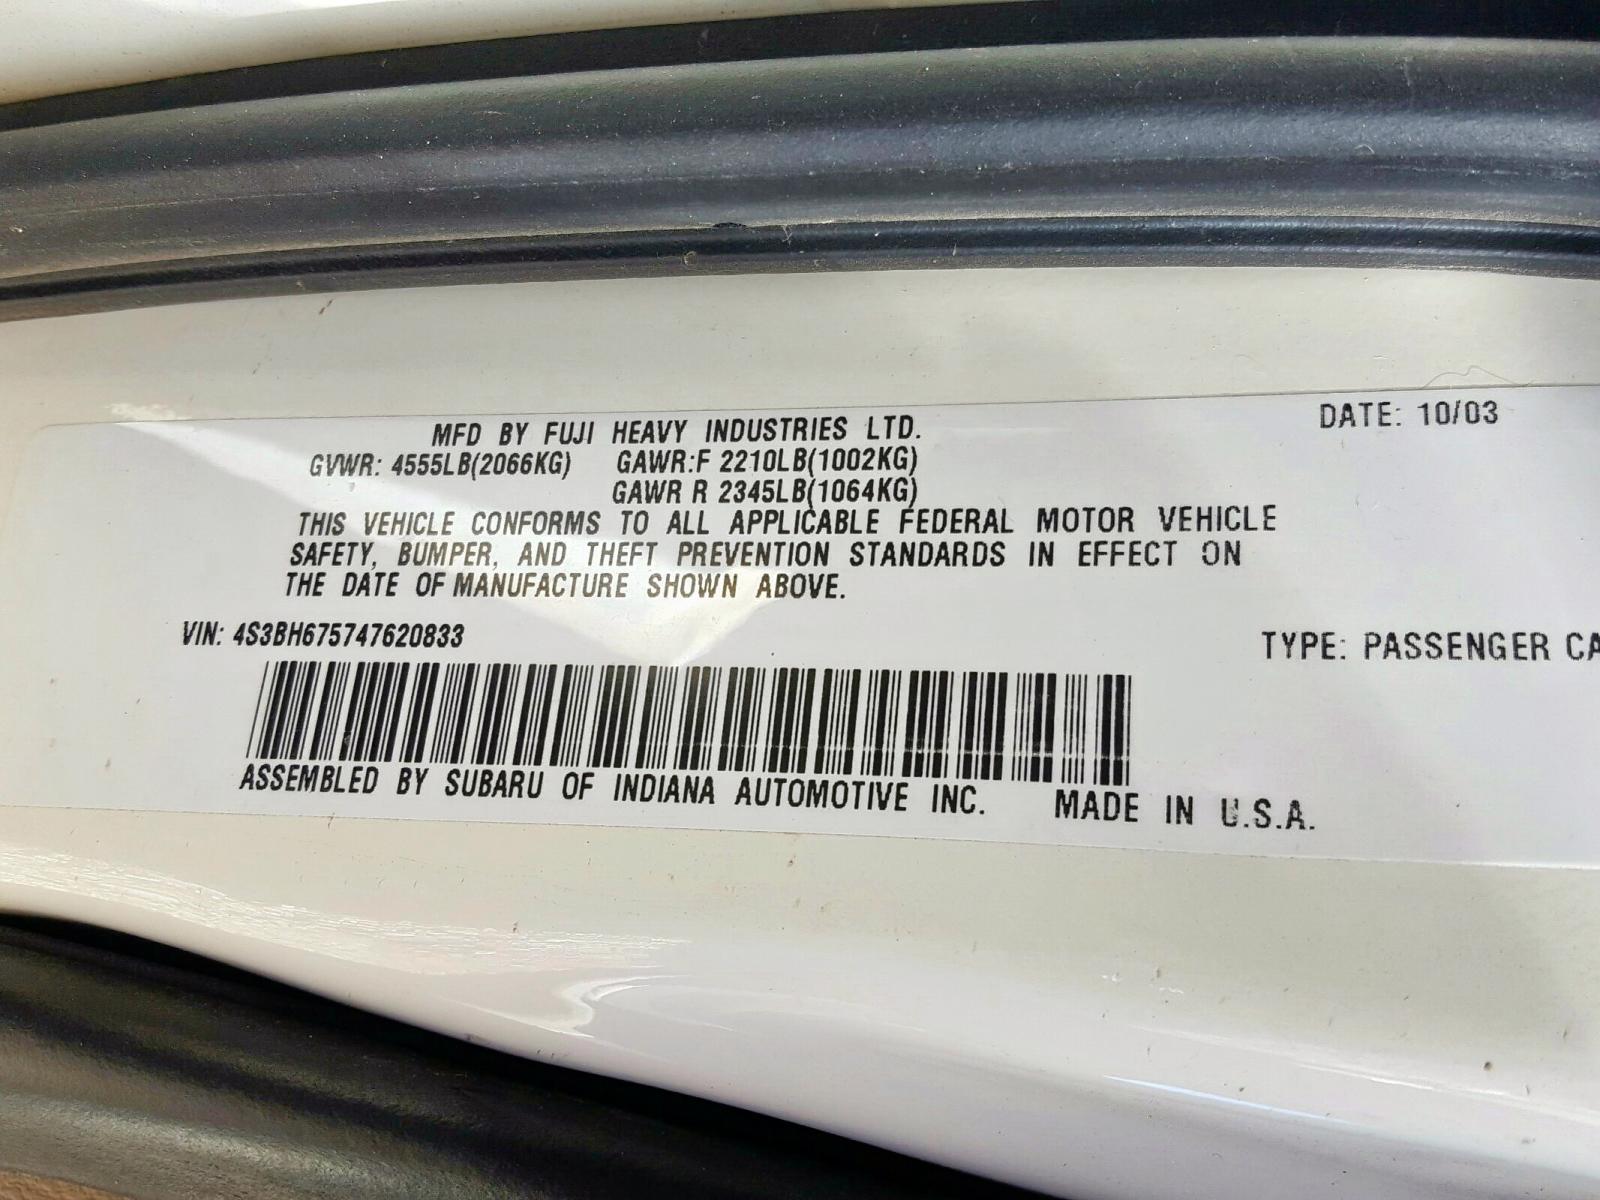 MFD BY FUJI HEAVY INDUSTRIES LTD.
DATE: 10/03
GVWR: 4555LB(2066KG) GAWR:F 2210LB(1002KG)
GAWR R 2345LB(1064KG)
THIS VEHICLE CONFORMS TO ALL APPLICABLE FEDERAL MOTOR VEHICLE
SAFETY, BUMPER, AND THEFT PREVENTION STANDARDS IN EFFECT ON
THE DATE OF MANUFACTURE SHOWN ABOVE.
VIN: 4S3BH675747620833
TYPE: PASSENGER CA
ASSEMBLED BY SUBARU OF INDIANA AUTOMOTIVE INC. MADE IN U.S.A.